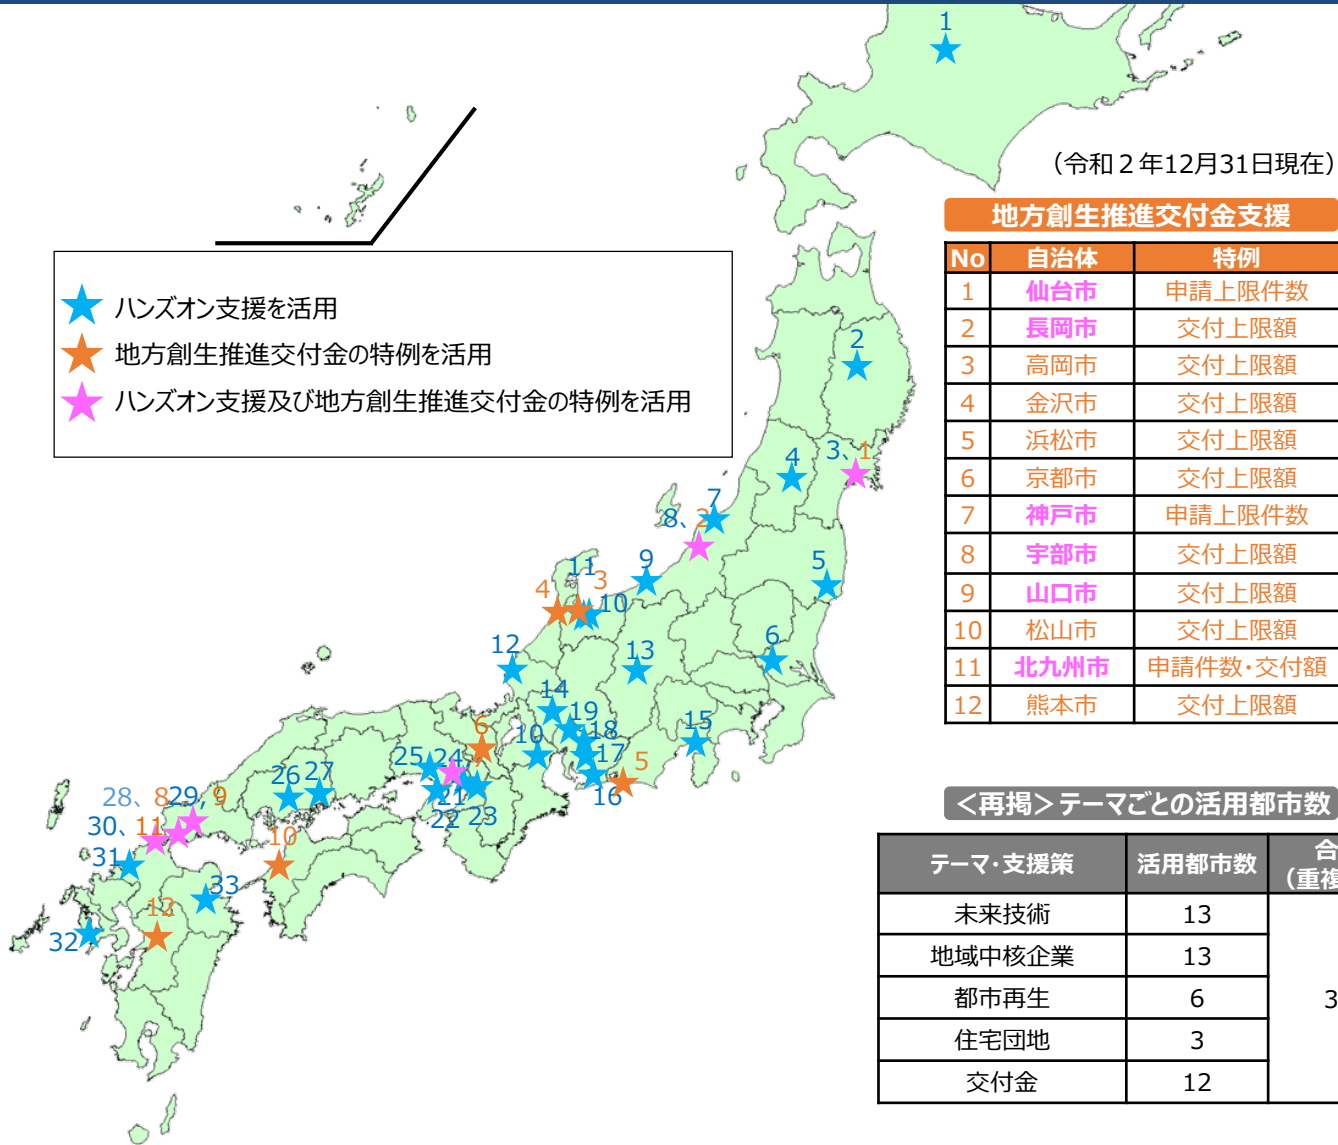 (令和２年12月31日現在)
ハンズオン支援を活用
地方創生推進交付金の特例を活用
ハンズオン支援及び地方創生推進交付金の特例を活用
1
2
3、1
4
5
6
7
8、2
9
11
3
4
10
12
13
14
19
18
17
10
15
5
16
6
25
24,
7
21
22
23
26
27
28、8
29, 9
30、11
31
10
33
12
32
地方創生推進交付金支援
No 自治体 特例
1 仙台市 申請上限件数
2 長岡市 交付上限額
3 高岡市 交付上限額
4 金沢市 交付上限額
5 浜松市 交付上限額
6 京都市 交付上限額
7 神戸市 申請上限件数
8 宇部市 交付上限額
9 山口市 交付上限額
10 松山市 交付上限額
11 北九州市 申請件数・交付額
12 熊本市 交付上限額
＜再掲＞テーマごとの活用都市数
テーマ・支援策 活用都市数 合
(重複
未来技術 13
地域中核企業 13
都市再生 6 3
住宅団地 3
交付金 12